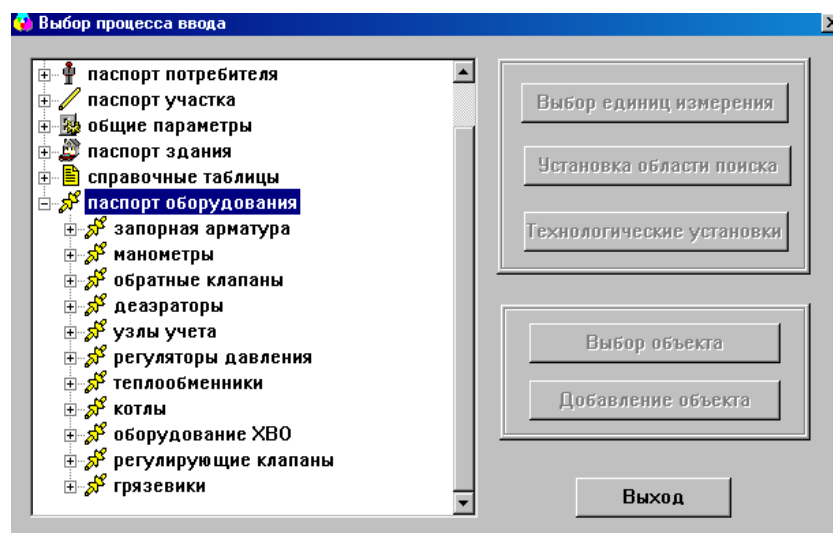 Выбор процесса ввода
паспорт потребителя
паспорт участка
общие параметры
паспорт здания
справочные таблицы
паспорт оборудования
запорная арматура
манометры
обратные клапаны
деаэраторы
узлы учета
регуляторы давления
теплообменники
котлы
оборудование ХВО
регулирующие клапаны
грязевики
Выбор единиц измерения
Установка области поиска
Технологические установки
Выбор объекта
Добавление объекта
Выход